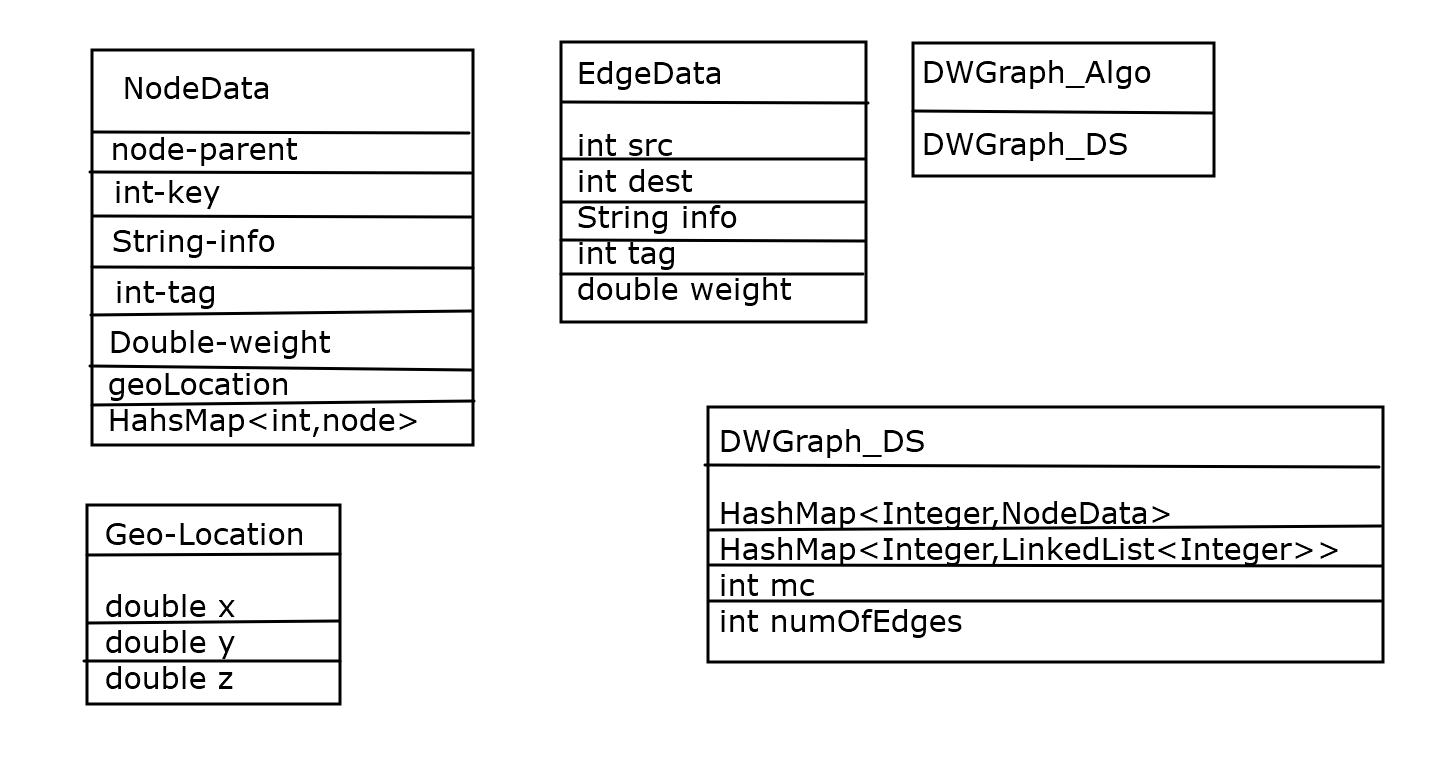 NodeData
node-parent
int-key
String-info
int-tag
Double-weight
geoLocation
HahsMap<int,node>
EdgeData
int src
int dest
String info
int tag
double weight
DWGraph_Algo
DWGraph_DS
Geo-Location
double x
double y
double z
DWGraph_DS
HashMap<Integer,NodeData>
HashMap<Integer,LinkedList<Integer>>
int mc
int numOfEdges